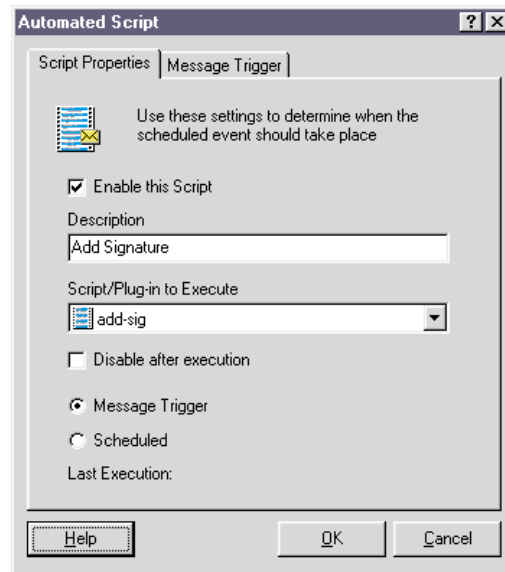 Automated Script
Script Properties
Message Trigger
Use these settings to determine when the
scheduled event should take place
Enable this Script
Description
Add Signature
Script/Plug-in to Execute
add-sig
Disable after execution
Message Trigger
Scheduled
Last Execution:
Help
OK
Cancel